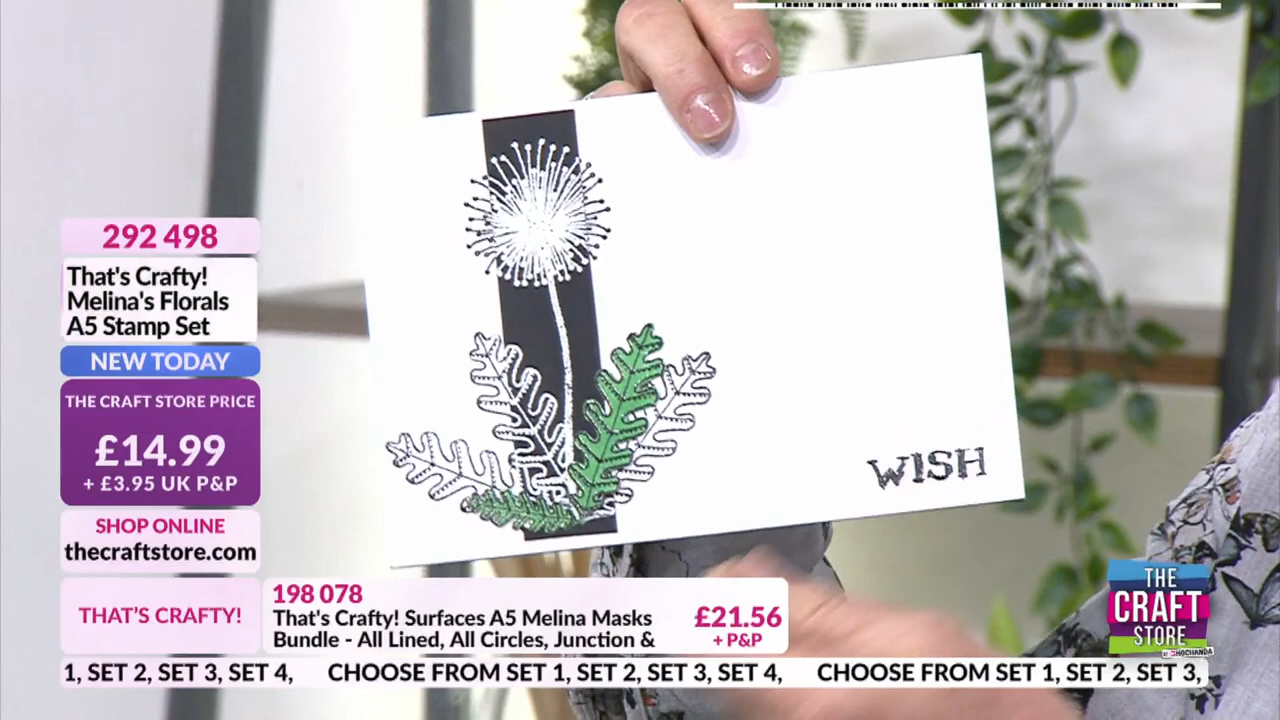 292 498
That's Crafty!
Melina's Florals
A5 Stamp Set
NEW TODAY
THE CRAFT STORE PRICE
£14.99
+ £3.95 UK P&P
SHOP ONLINE
thecraftstore.com
WISH
THAT'S CRAFTY!
198 078
That's Crafty! Surfaces A5 Melina Masks
Bundle - All Lined, All Circles, Junction &
£21.56
+ P&P
THE
CRAFT
STORE
HOCHANDA
1, SET 2, SET 3, SET 4, CHOOSE FROM SET 1, SET 2, SET 3, SET 4, CHOOSE FROM SET 1, SET 2, SET 3,